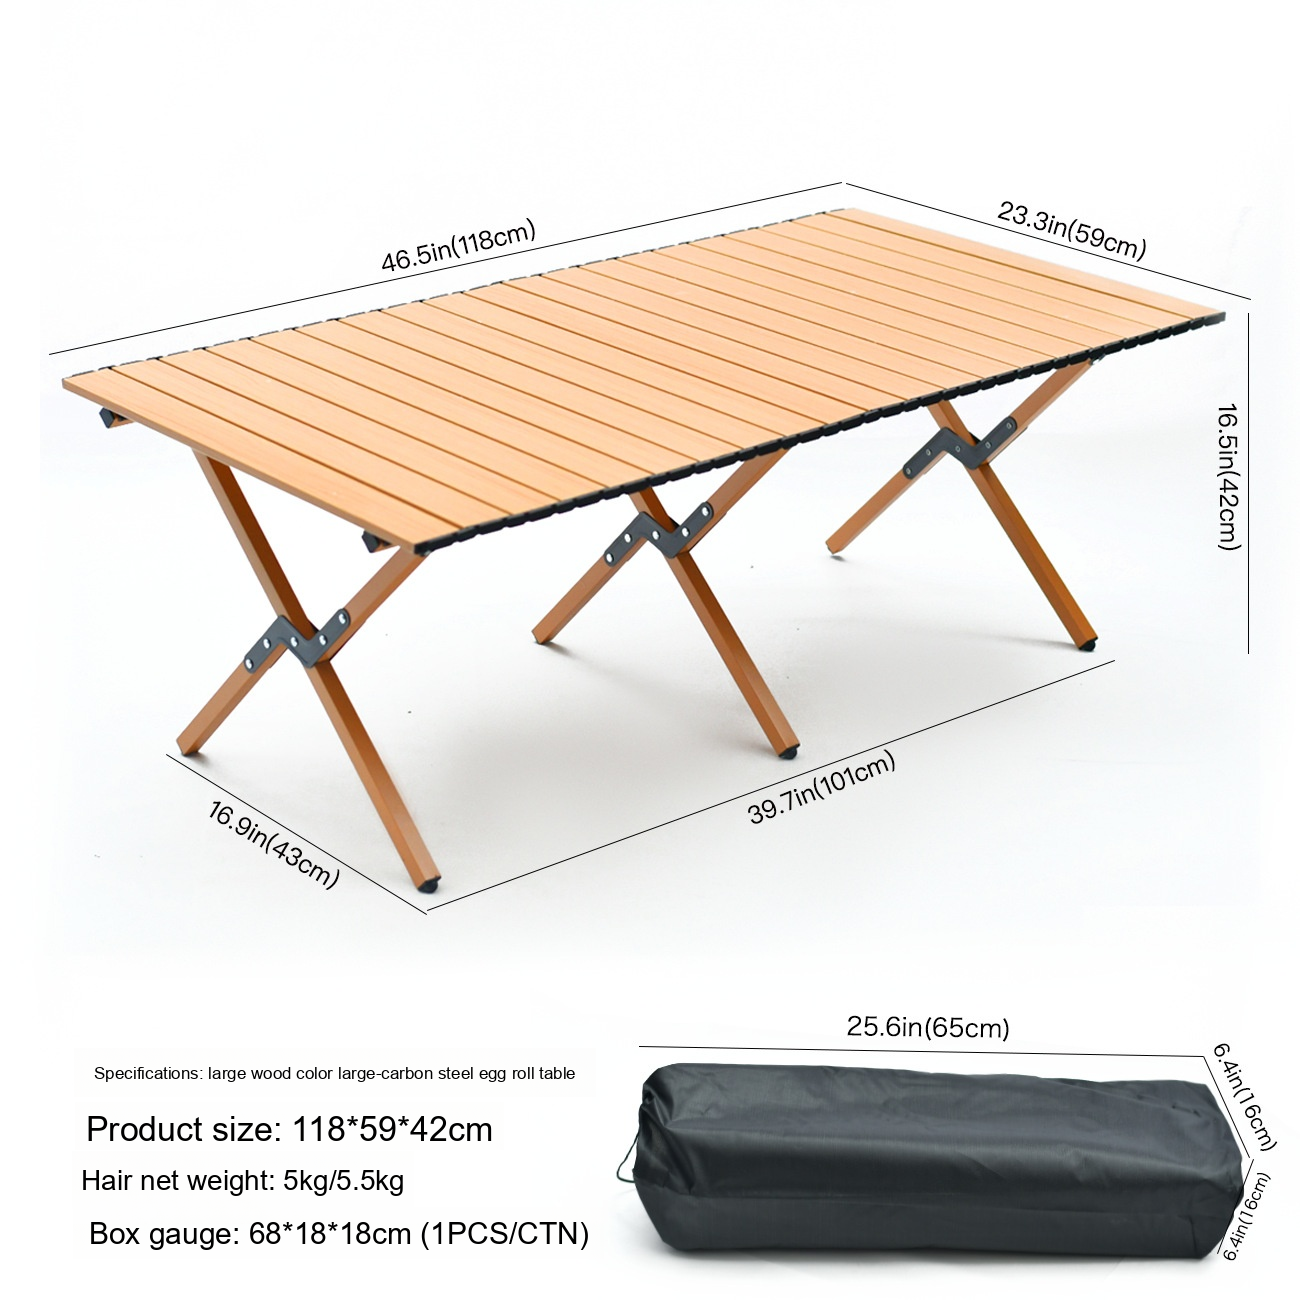 46.5in(118cm)
23.3in(59cm)
16.5in(42cm)
39.7in(101cm)
16.9in(43cm)
25.6in(65cm)
6.4in(16cm)
6.4in(16cm)
Specifications: large wood color large-carbon steel egg roll table
Product size: 118*59*42cm
Hair net weight: 5kg/5.5kg
Box gauge: 68*18*18cm (1PCS/CTN)